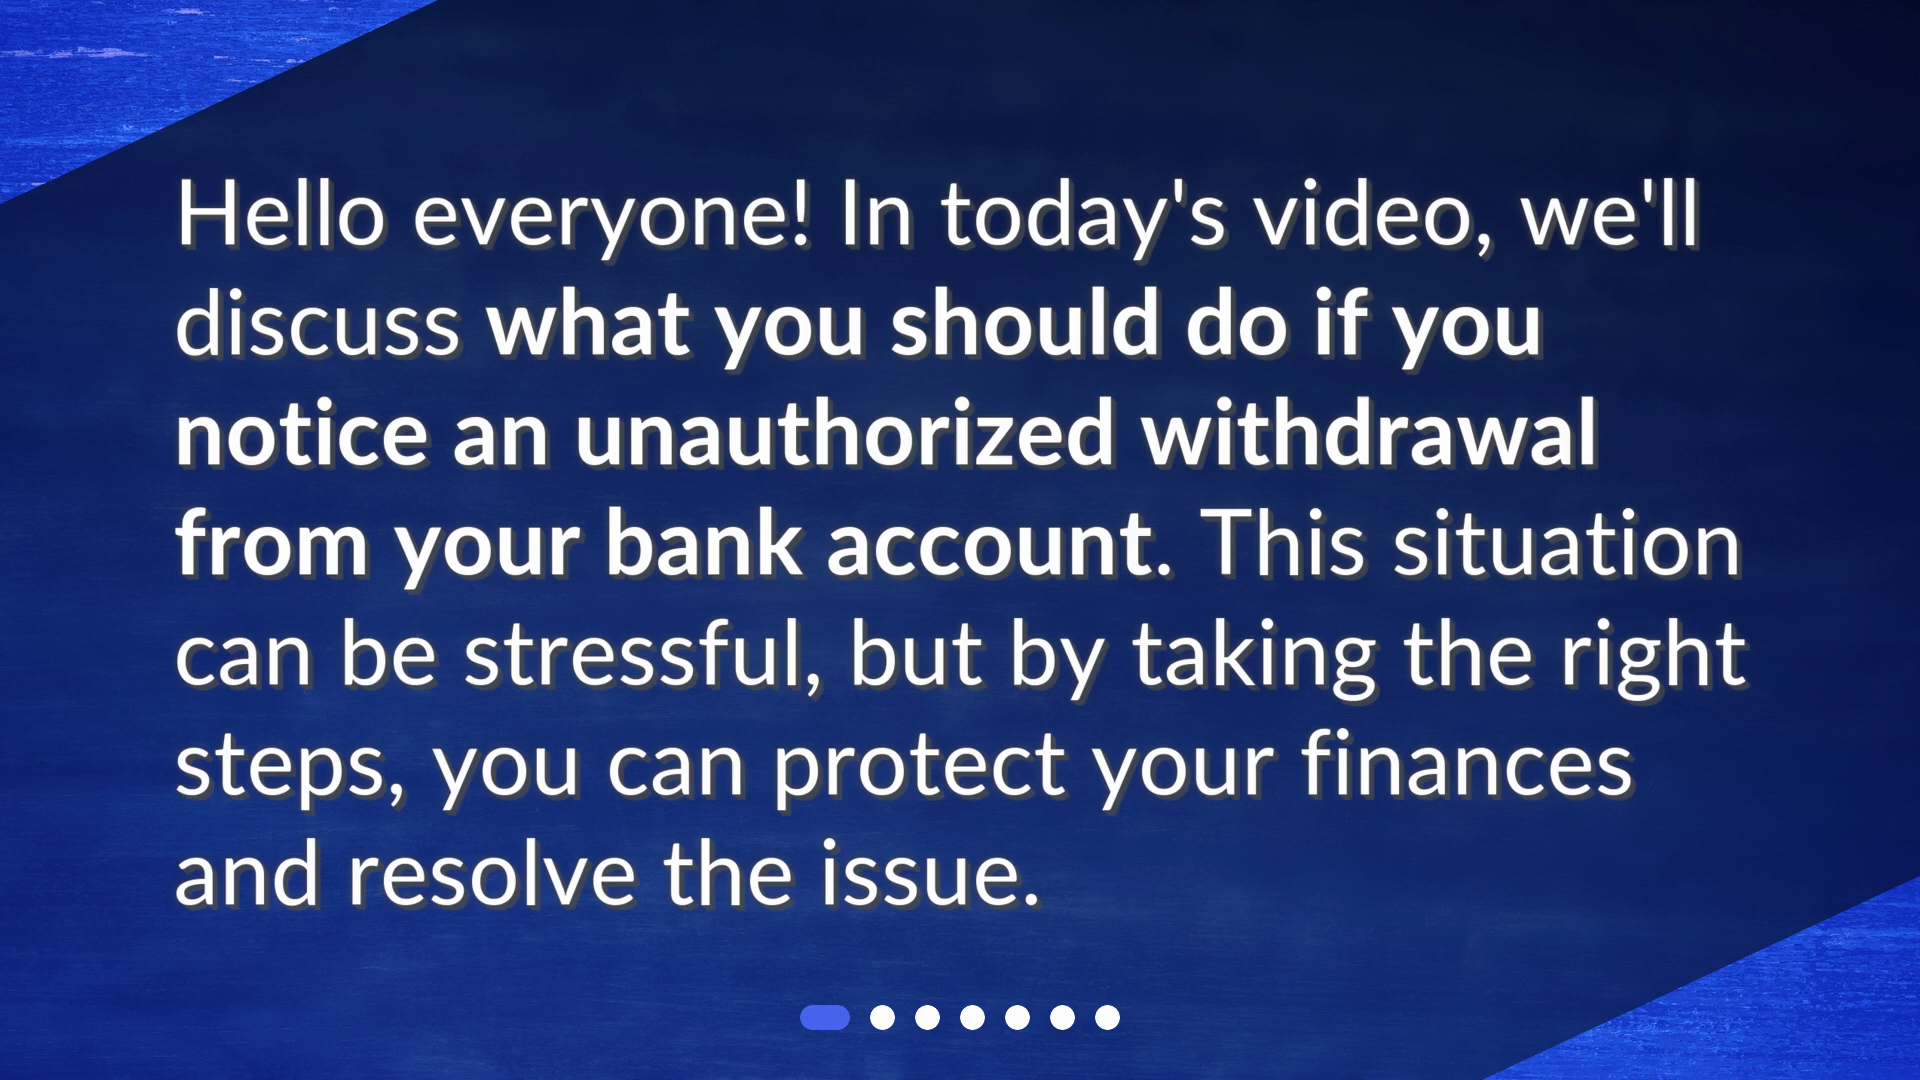 Hello everyone! In today's video, we'll
discuss what you should do if you
notice an unauthorized withdrawal
from your bank account. This situation
can be stressful, but by taking the right
steps, you can protect your finances
and resolve the issue.